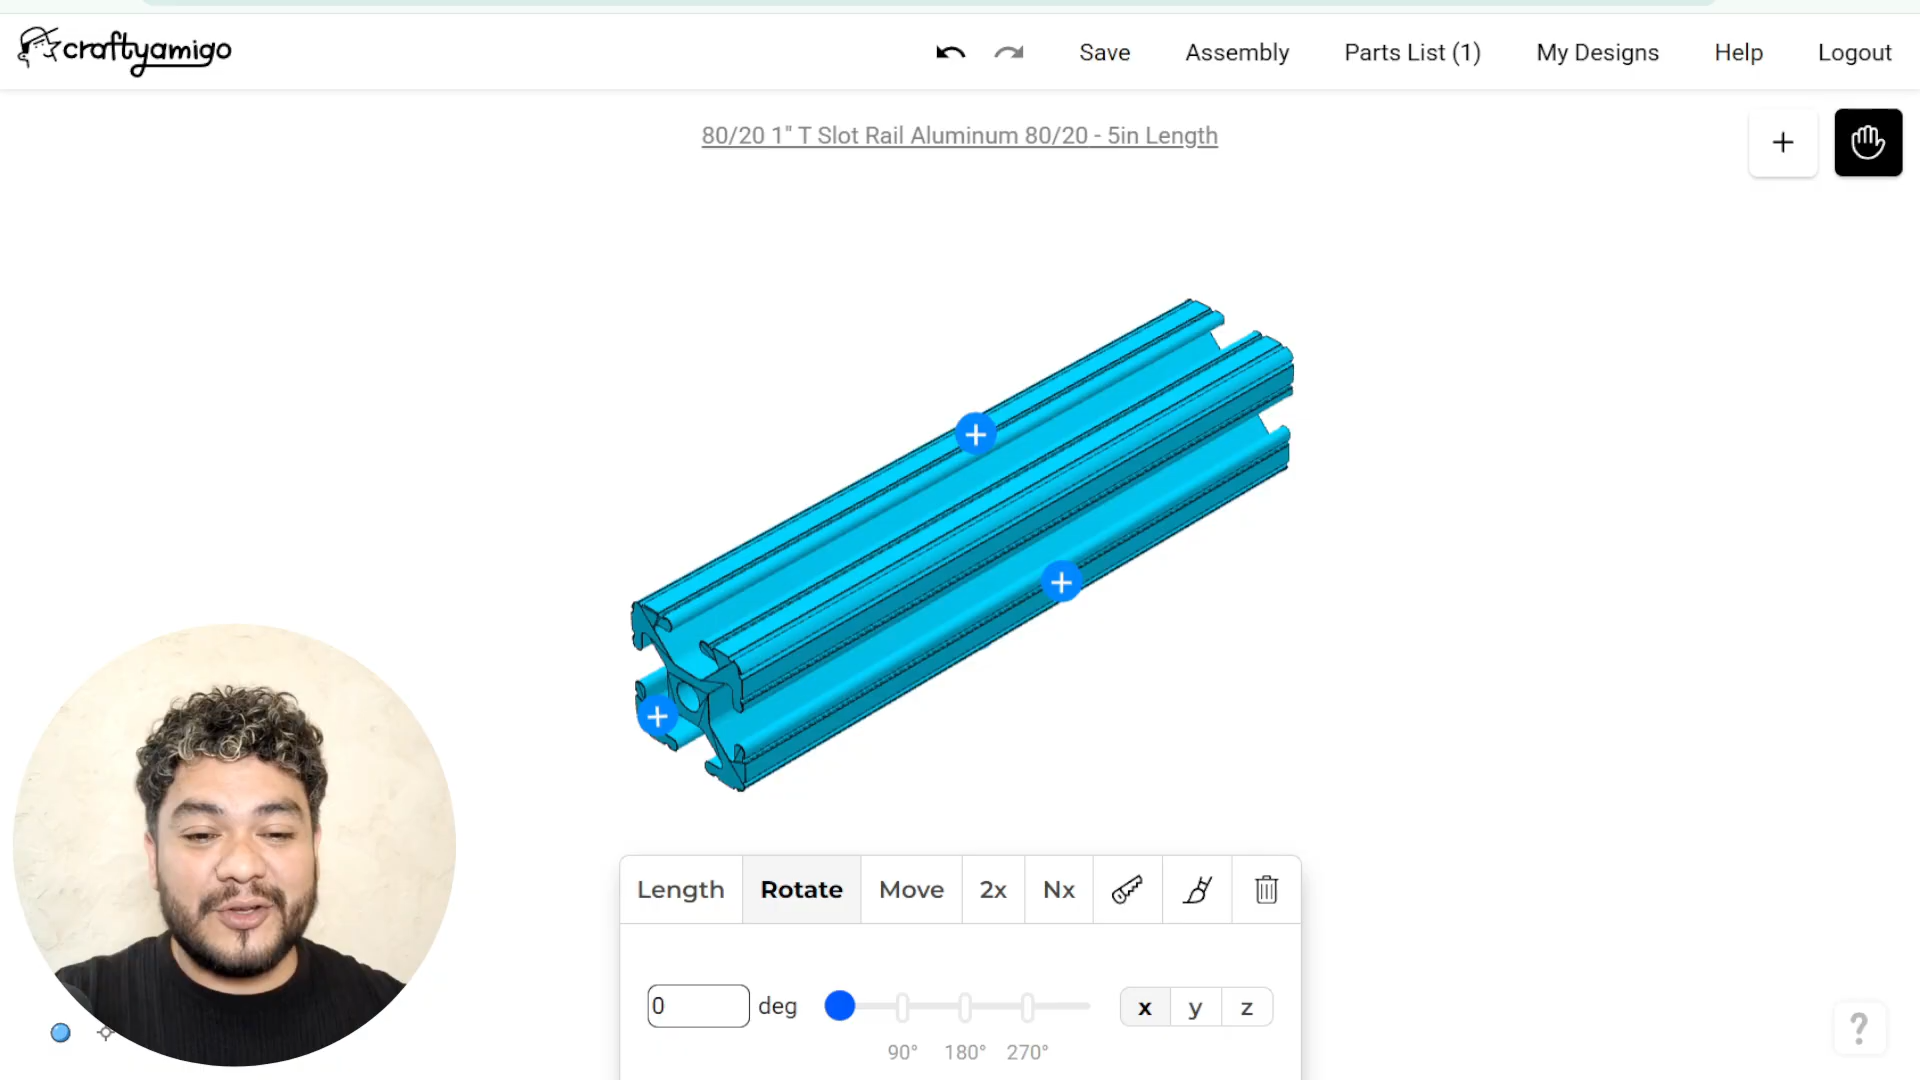 craftyamigo
Save
Assembly
Parts List (1)
My Designs
Help
Logout
80/20 1" T Slot Rail Aluminum 80/20 - 5in Length
+
+
+
+
Length
Rotate
Move
2x
Nx
0
deg
x
y
z
90°
180°
270°
?